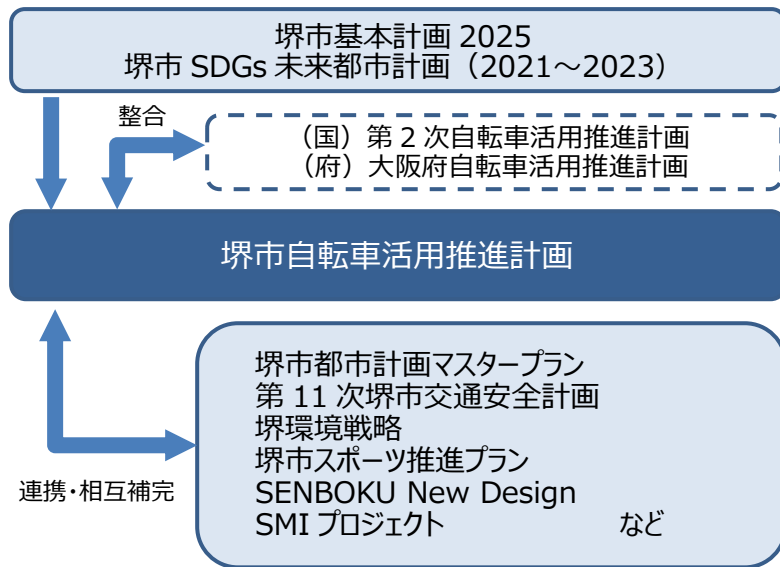 堺市基本計画 2025
堺市 SDGs 未来都市計画（2021～2023）
整合
（国）第 2 次自転車活用推進計画
（府）大阪府自転車活用推進計画
堺市自転車活用推進計画
堺市都市計画マスタープラン
第 11 次堺市交通安全計画
堺環境戦略
堺市スポーツ推進プラン
SENBOKU New Design
SMI プロジェクト　　　　　など
連携・相互補完